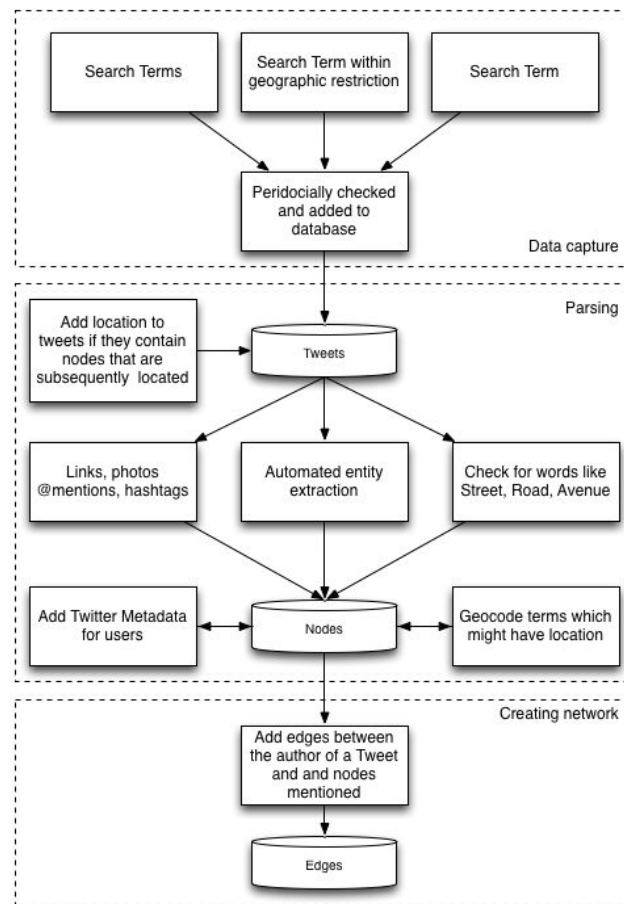 Search Terms
Search Term within
geographic restriction
Search Term
Peridocially checked
and added to
database
Data capture
Parsing
Add location to
tweets if they contain
nodes that are
subsequently located
Tweets
Links, photos
@mentions, hashtags
Automated entity
extraction
Check for words like
Street, Road, Avenue
Add Twitter Metadata
for users
Nodes
Geocode terms which
might have location
Creating network
Add edges between
the author of a Tweet
and and nodes
mentioned
Edges